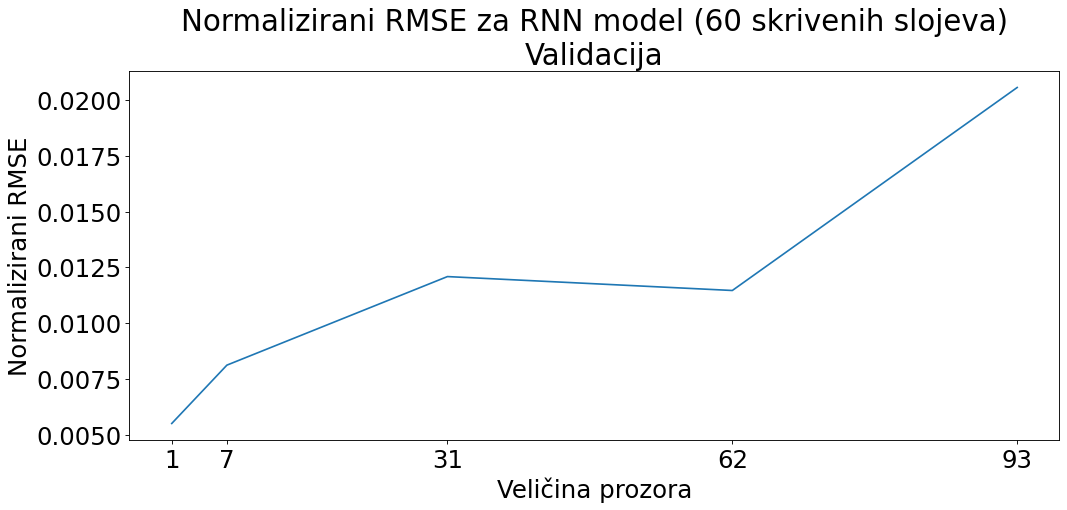 Normalizirani RMSE za RNN model (60 skrivenih slojeva)
Validacija
Normalizirani RMSE
0.0200
0.0175
0.0150
0.0125
0.0100
0.0075
0.0050
1 7 31 62 93
Veličina prozora